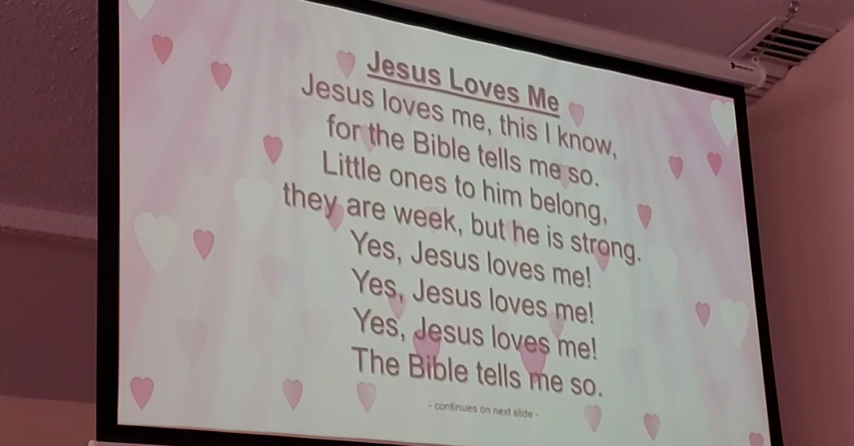 Jesus Loves Me
Jesus loves me, this I know,
for the Bible tells me so.
Little ones to him belong,
they are week, but he is strong.
Yes, Jesus loves me!
Yes, Jesus loves me!
Yes, Jesus loves me!
The Bible tells me so.
- continues on next slide -